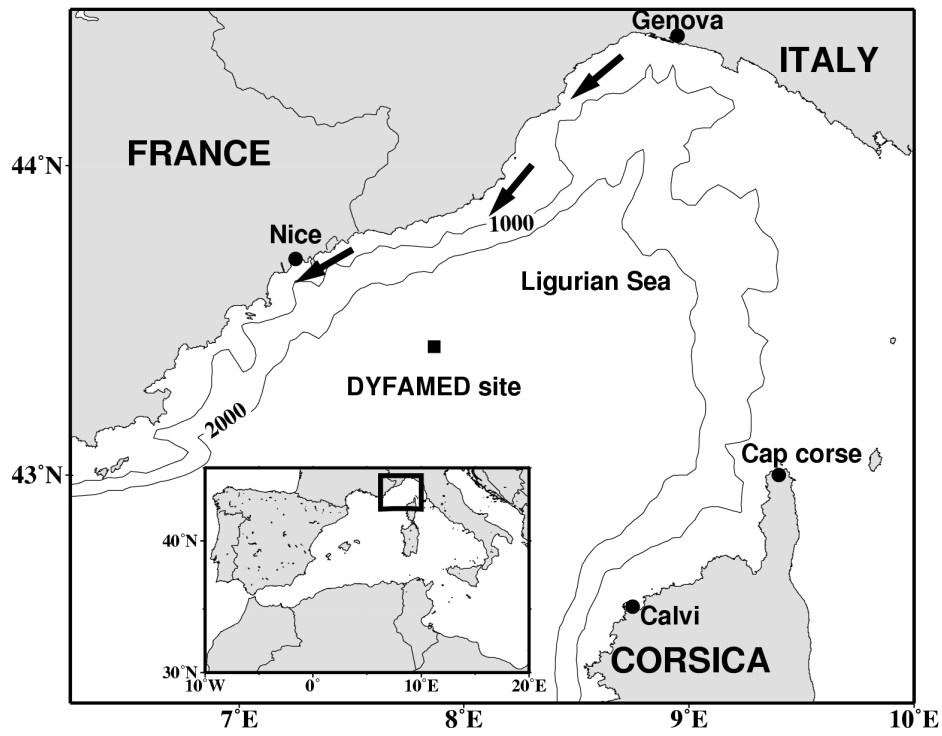 Genova
ITALY
FRANCE
44°N
1000
Nice
Ligurian Sea
DYFAMED site
2000
Cap corse
43°N
40°N
Calvi
CORSICA
30°N
10°W
0°
10°E
20°E
7°E
8°E
9°E
10°E